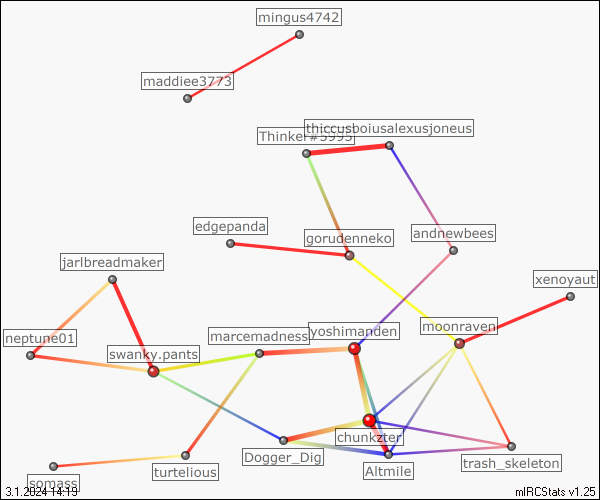 mingus4742
maddiee3773
thiccusboiusalexusjoneus
Thinker#3995
edgepanda
gorudenneko
andnewbees
jarlbreadmaker
xenoyaut
neptune01
swanky.pants
marcemadness
yoshimanden
moonraven
chunkzter
Dogger_Dig
Altmile
trash_skeleton
turtelious
somass
3.1.2024 14:19
mIRCStats v1.25